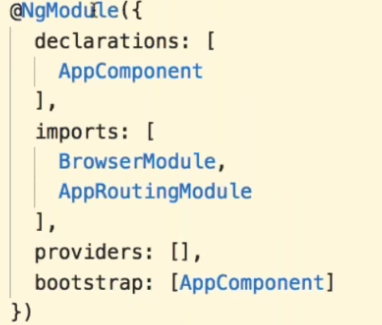 @NgModule({
  declarations: [
    AppComponent
  ],
  imports: [
    BrowserModule,
    AppRoutingModule
  ],
  providers: [],
  bootstrap: [AppComponent]
})